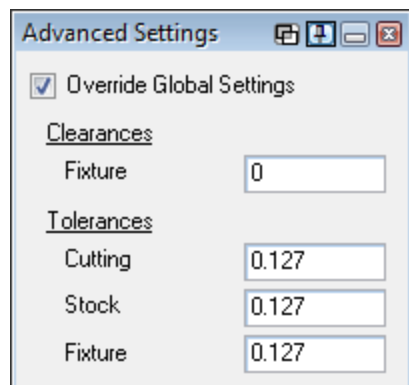 Advanced Settings
Override Global Settings
Clearances
Fixture 0
Tolerances
Cutting 0.127
Stock 0.127
Fixture 0.127